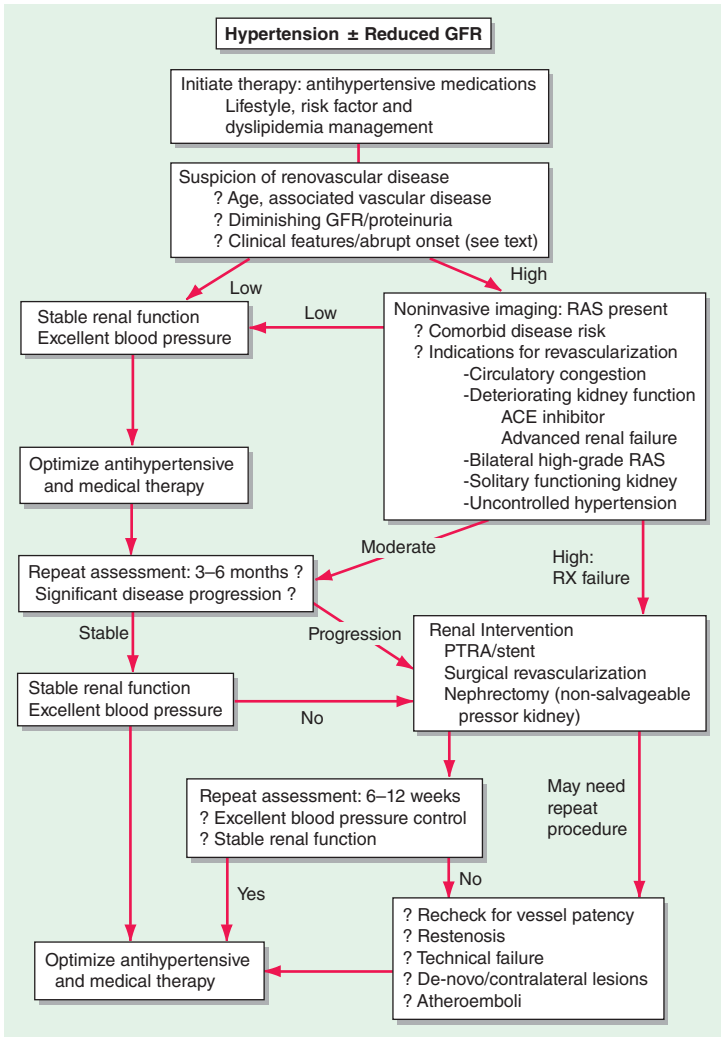 Hypertension ± Reduced GFR
Initiate therapy: antihypertensive medications
Lifestyle, risk factor and
dyslipidemia management
Suspicion of renovascular disease
? Age, associated vascular disease
? Diminishing GFR/proteinuria
? Clinical features/abrupt onset (see text)
Low
High
Stable renal function
Excellent blood pressure
Low
Noninvasive imaging: RAS present
? Comorbid disease risk
? Indications for revascularization
-Circulatory congestion
-Deteriorating kidney function
ACE inhibitor
Advanced renal failure
-Bilateral high-grade RAS
-Solitary functioning kidney
-Uncontrolled hypertension
Optimize antihypertensive
and medical therapy
Moderate
High:
RX failure
Repeat assessment: 3–6 months ?
Significant disease progression ?
Stable
Progression
Renal Intervention
PTRA/stent
Surgical revascularization
Nephrectomy (non-salvageable
pressor kidney)
Stable renal function
Excellent blood pressure
No
Repeat assessment: 6–12 weeks
? Excellent blood pressure control
? Stable renal function
May need
repeat
procedure
Yes
No
? Recheck for vessel patency
? Restenosis
? Technical failure
? De-novo/contralateral lesions
? Atheroemboli
Optimize antihypertensive
and medical therapy